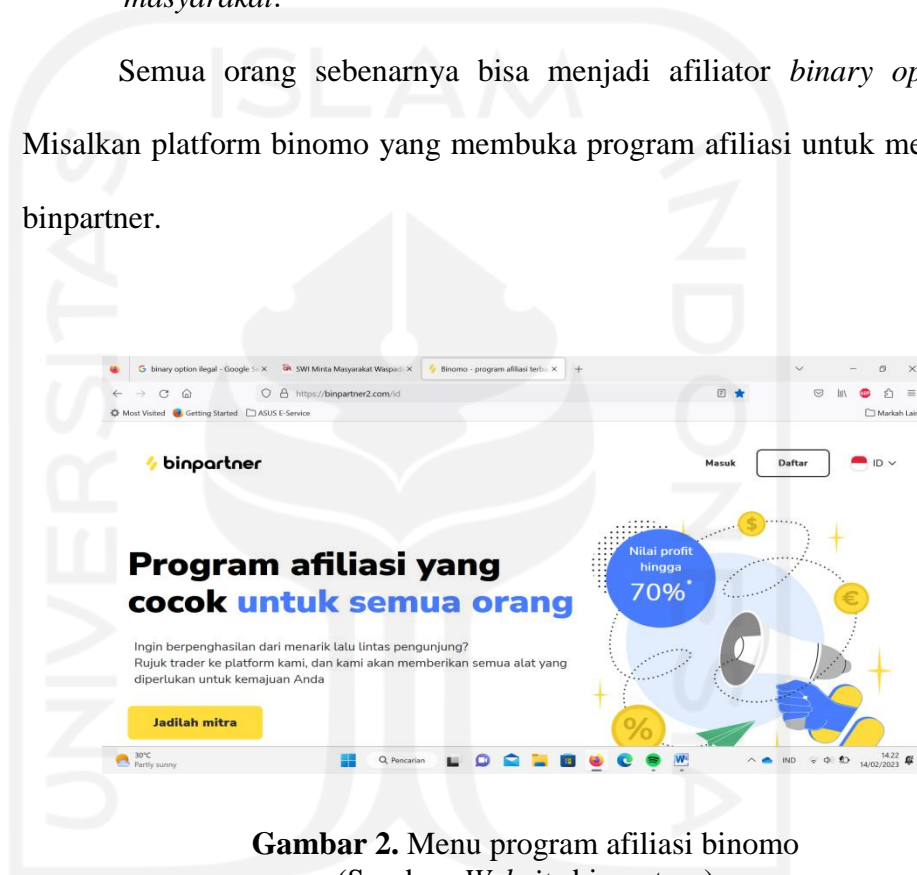 masyarakat.
Semua orang sebenarnya bisa menjadi afiliator binary
Misalkan platform binomo yang membuka program afiliasi untuk
binpartner.
G binary option ilegal - Google
SWI Minta Masyarakat Waspad
Binomo - program afiliasi terba
https://binpartner2.com/id
Most Visited Getting Started ASUS E-Service Markah Lain
binpartner Masuk Daftar ID
Program afiliasi yang
cocok untuk semua orang
Nilai profit
hingga
70%*
Ingin berpenghasilan dari menarik lalu lintas pengunjung?
Rujuk trader ke platform kami, dan kami akan memberikan semua alat yang
diperlukan untuk kemajuan Anda
Jadilah mitra
30°C
Partly sunny
Pencarian
IND
14.22
14/02/2023
Gambar 2. Menu program afiliasi binomo
UNIVERSITAS
ISLAM
INDONESIA